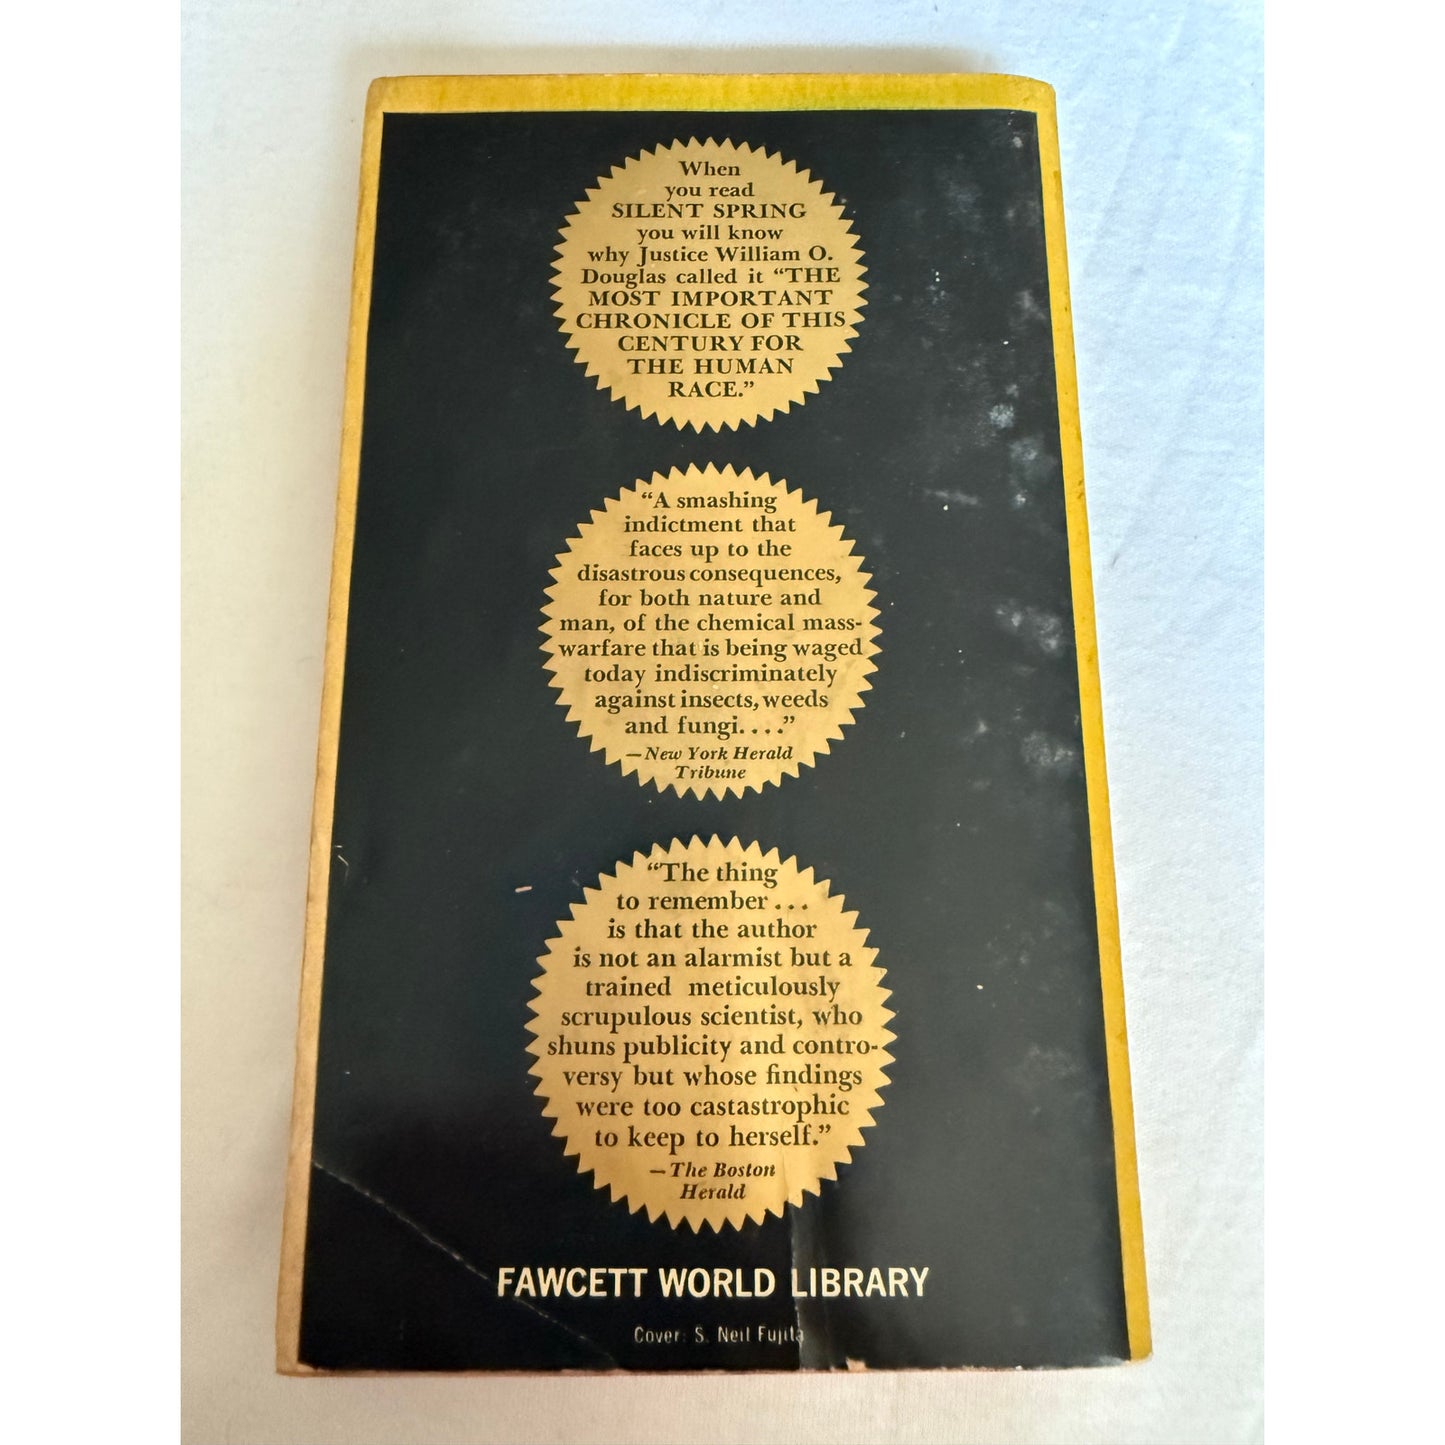 When
you read
SILENT SPRING
you will know
why Justice William O.
Douglas called it “THE
MOST IMPORTANT
CHRONICLE OF THIS
CENTURY FOR
THE HUMAN
RACE.”
“A smashing
indictment that
faces up to the
disastrous consequences,
for both nature and
man, of the chemical mass-
warfare that is being waged
today indiscriminately
against insects, weeds
and fungi. . . .”
—New York Herald
Tribune
“The thing
to remember . . .
is that the author
is not an alarmist but a
trained meticulously
scrupulous scientist, who
shuns publicity and contro-
versy but whose findings
were too castastrophic
to keep to herself.”
—The Boston
Herald
FAWCETT WORLD LIBRARY
Cover: S. Neil Fujita